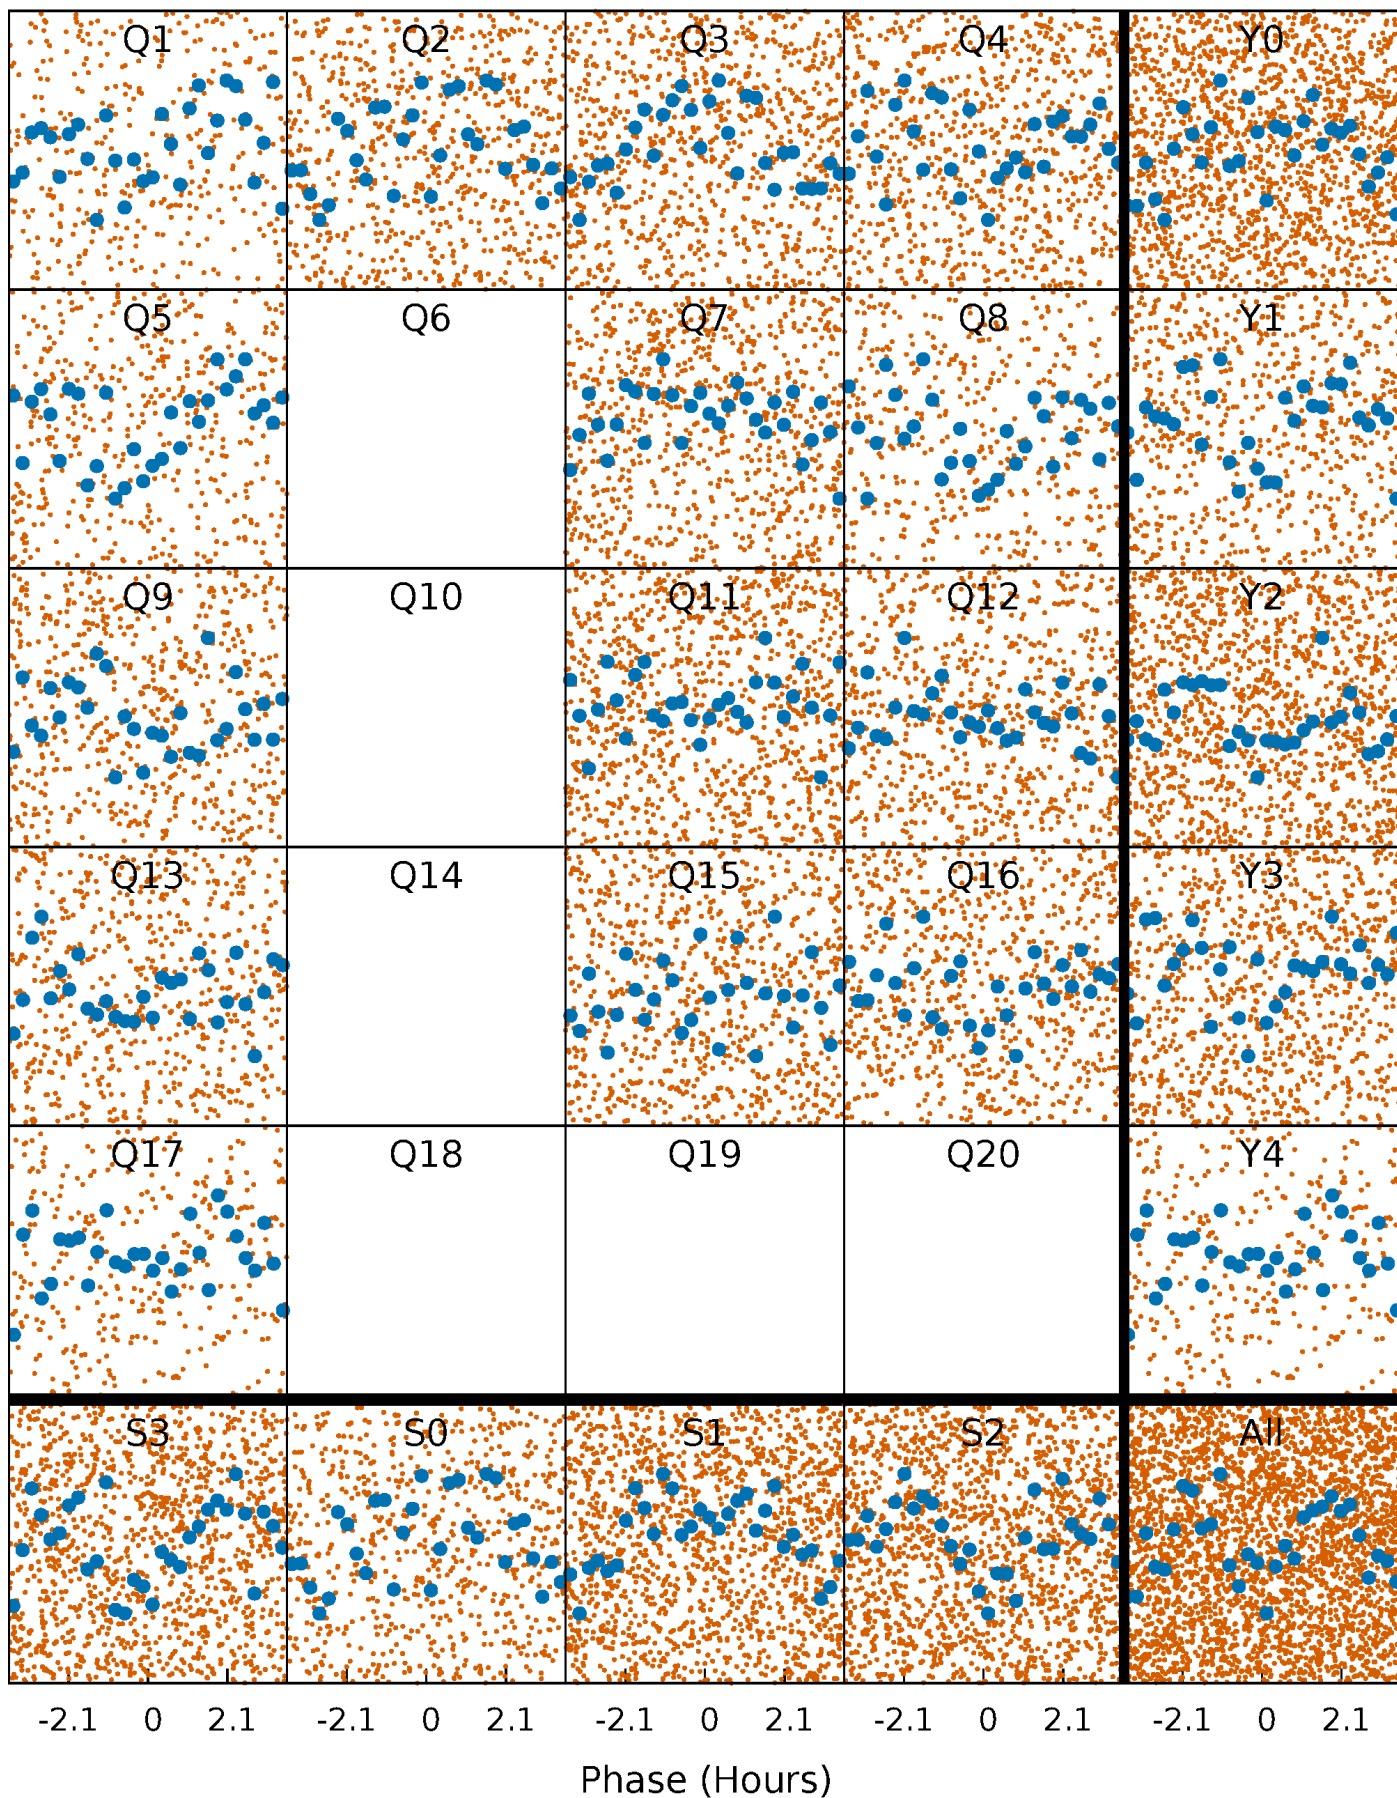 Q1 Q2 Q3 Q4 Y0
Q5 Q6 Q7 Q8 Y1
Q9 Q10 Q11 Q12 Y2
Q13 Q14 Q15 Q16 Y3
Q17 Q18 Q19 Q20 Y4
S3 S0 S1 S2 All
-2.1 0 2.1 -2.1 0 2.1 -2.1 0 2.1 -2.1 0 2.1 -2.1 0 2.1
Phase (Hours)